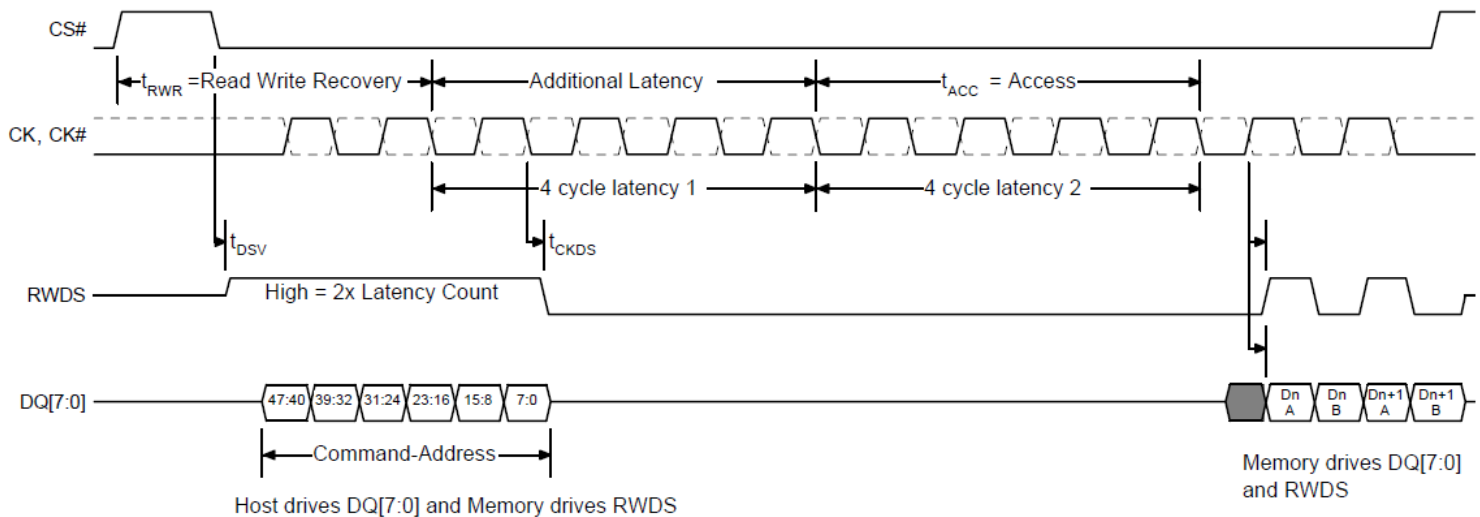 CS#
tRWR =Read Write Recovery
Additional Latency
tACC = Access
CK, CK#
4 cycle latency 1
4 cycle latency 2
tDSV
tCKDS
RWDS
High = 2x Latency Count
DQ[7:0]
47:40 39:32 31:24 23:16 15:8 7:0
Dn A
Dn B
Dn+1 A
Dn+1 B
Command-Address
Host drives DQ[7:0] and Memory drives RWDS
Memory drives DQ[7:0]
and RWDS